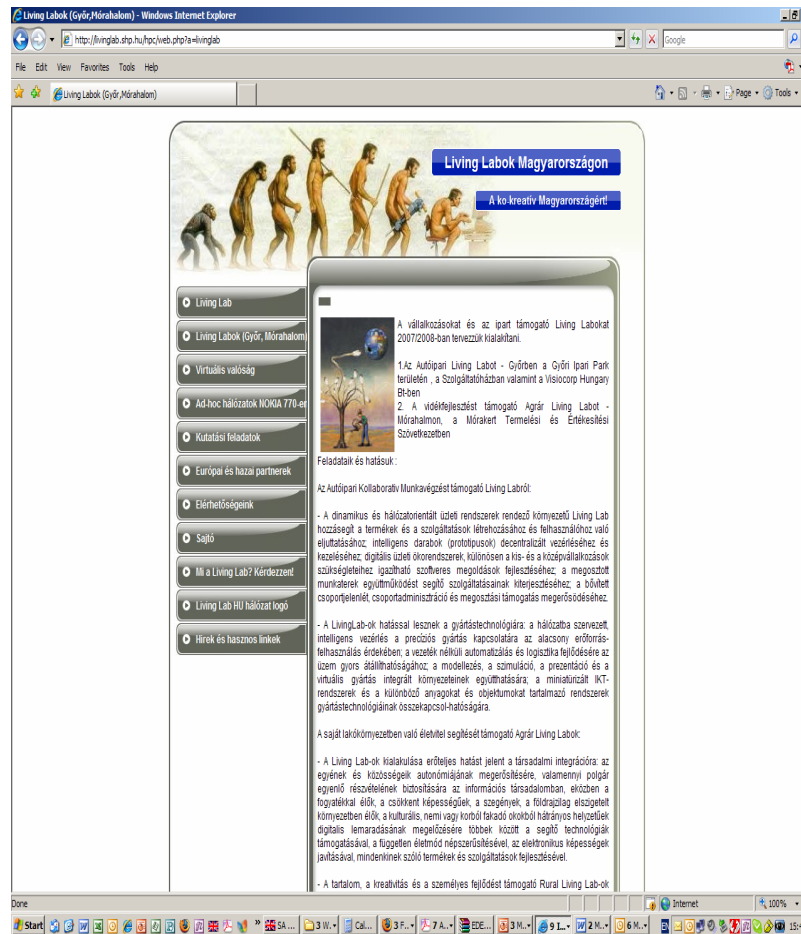 Living Labok (Győr,Mórahalom) - Windows Internet Explorer
http://livinglab.shp.hu/hpc/web.php?a=livinglab
Google
File Edit View Favorites Tools Help
Living Labok (Győr,Mórahalom)
Page Tools
Living Labok Magyarországon
A ko-kreatív Magyarországért!
Living Lab
Living Labok (Győr, Mórahalom)
Virtuális valóság
Ad-hoc hálózatok NOKIA 770-en
Kutatási feladatok
Európai és hazai partnerek
Elérhetőségeink
Sajtó
Mi a Living Lab? Kérdezzen!
Living Lab HU hálózat logó
Hírek és hasznos linkek
A vállalkozásokat és az ipart támogató Living Labokat
2007/2008-ban tervezzük kialakítani.
1.Az Autóipari Living Labot - Győrben a Győri Ipari Park
területén , a Szolgáltatóházban valamint a Visiocorp Hungary
Bt-ben
2. A vidékfejlesztést támogató Agrár Living Labot -
Mórahalmon, a Mórakert Termelési és Értékesítési
Szövetkezetben
Feladataik és hatásuk :
Az Autóipari Kollaboratív Munkavégzést támogató Living Labról:
- A dinamikus és hálózatorientált üzleti rendszerek rendező környezetű Living Lab
hozzásegít a termékek és a szolgáltatások létrehozásához és felhasználóhoz való
eljuttatásához; intelligens darabok (prototípusok) decentralizált vezérléséhez és
kezeléséhez; digitális üzleti ökorendszerek, különösen a kis- és a középvállalkozások
szükségleteihez igazítható szoftveres megoldások fejlesztéséhez; a megosztott
munkaterek együttműködést segítő szolgáltatásainak kiterjesztéséhez; a bővített
csoportjelenlét, csoportadminisztráció és megosztási támogatás megerősödéséhez.
- A LivingLab-ok hatással lesznek a gyártástechnológiára: a hálózatba szervezett,
intelligens vezérlés a precíziós gyártás kapcsolatára az alacsony erőforrás-
felhasználás érdekében; a vezeték nélküli automatizálás és logisztika fejlődésére az
üzem gyors átállíthatóságához; a modellezés, a szimuláció, a prezentáció és a
virtuális gyártás integrált környezeteinek együtthatására; a miniatürizált IKT-
rendszerek és a különböző anyagokat és objektumokat tartalmazó rendszerek
gyártástechnológiáinak összekapcsol-hatóságára.
A saját lakókörnyezetben való életvitel segítését támogató Agrár Living Labok:
- A Living Lab-ok kialakulása erőteljes hatást jelent a társadalmi integrációra: az
egyének és közösségeik autonómiájának megerősítésére, valamennyi polgár
egyenlő részvételének biztosítására az információs társadalomban, eközben a
fogyatékkal élők, a csökkent képességűek, a szegények, a földrajzilag elszigetelt
környezetben élők, a kulturális, nemi vagy korból fakadó okokból hátrányos helyzetűek
digitalis lemaradásának megelőzésére többek között a segítő technológiák
támogatásával, a független életmód népszerűsítésével, az elektronikus képességek
javításával, mindenkinek szóló termékek és szolgáltatások fejlesztésével.
- A tartalom, a kreativitás és a személyes fejlődést támogató Rural Living Lab-ok
Done Internet 100%
Start SA ... 3 W.. Cal... 3 F.. 7 A.. EDE... 3 M.. 9 I... 2 M.. 6 M..